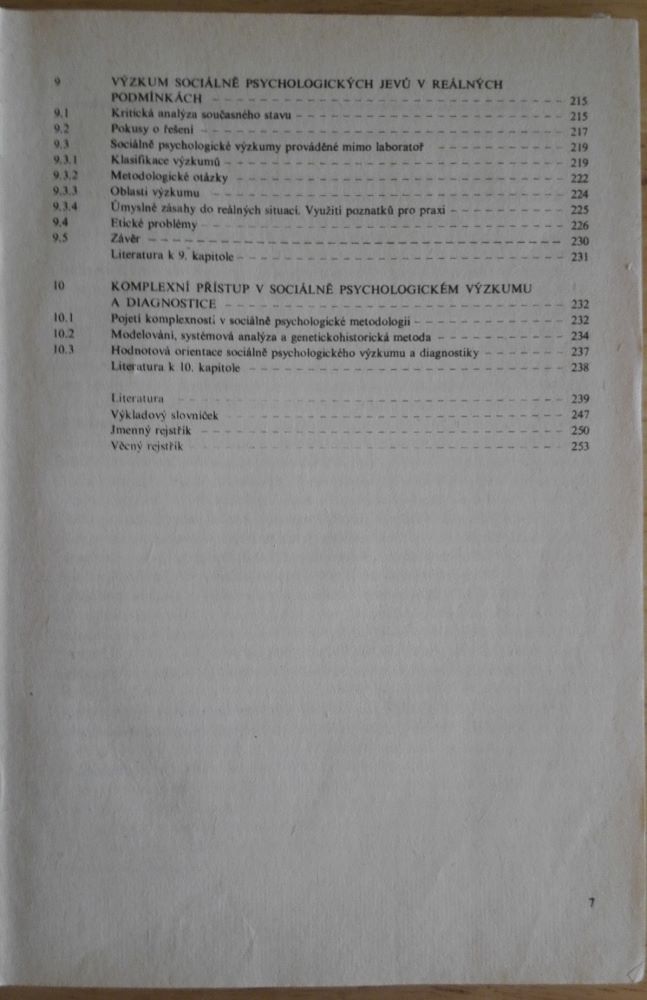 9 VÝZKUM SOCIÁLNĚ PSYCHOLOGICKÝCH JEVŮ V REÁLNÝCH
PODMÍNKÁCH 215
9.1 Kritická analýza současného stavu 215
9.2 Pokusy o řešení 217
9.3 Sociálně psychologické výzkumy prováděné mimo laboratoř 219
9.3.1 Klasifikace výzkumů 219
9.3.2 Metodologické otázky 222
9.3.3 Oblasti výzkumu 224
9.3.4 Úmyslné zásahy do reálných situací. Využití poznatků pro praxi 225
9.4 Etické problémy 226
9.5 Závěr 230
Literatura k 9. kapitole 231
10 KOMPLEXNÍ PŘÍSTUP V SOCIÁLNĚ PSYCHOLOGICKÉM VÝZKUMU
A DIAGNOSTICE 232
10.1 Pojetí komplexnosti v sociálně psychologické metodologii 232
10.2 Modelování, systémová analýza a genetickohistorická metoda 234
10.3 Hodnotová orientace sociálně psychologického výzkumu a diagnostiky 237
Literatura k 10. kapitole 238
Literatura 239
Výkladový slovníček 247
Jmenný rejstřík 250
Věcný rejstřík 253
7